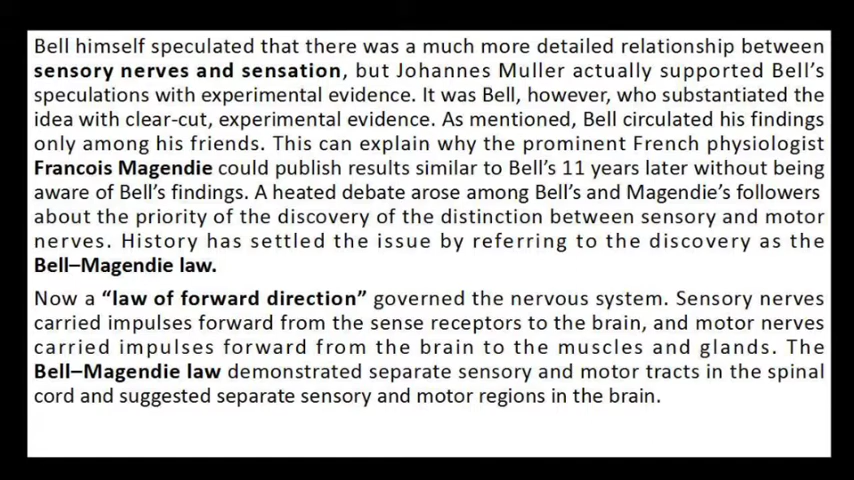 Bell himself speculated that there was a much more detailed relationship between
sensory nerves and sensation, but Johannes Muller actually supported Bell's
speculations with experimental evidence. It was Bell, however, who substantiated the
idea with clear-cut, experimental evidence. As mentioned, Bell circulated his findings
only among his friends. This can explain why the prominent French physiologist
Francois Magendie could publish results similar to Bell's 11 years later without being
aware of Bell's findings. A heated debate arose among Bell's and Magendie's followers
about the priority of the discovery of the distinction between sensory and motor
nerves. History has settled the issue by referring to the discovery as the
Bell–Magendie law.
Now a “law of forward direction” governed the nervous system. Sensory nerves
carried impulses forward from the sense receptors to the brain, and motor nerves
carried impulses forward from the brain to the muscles and glands. The
Bell–Magendie law demonstrated separate sensory and motor tracts in the spinal
cord and suggested separate sensory and motor regions in the brain.